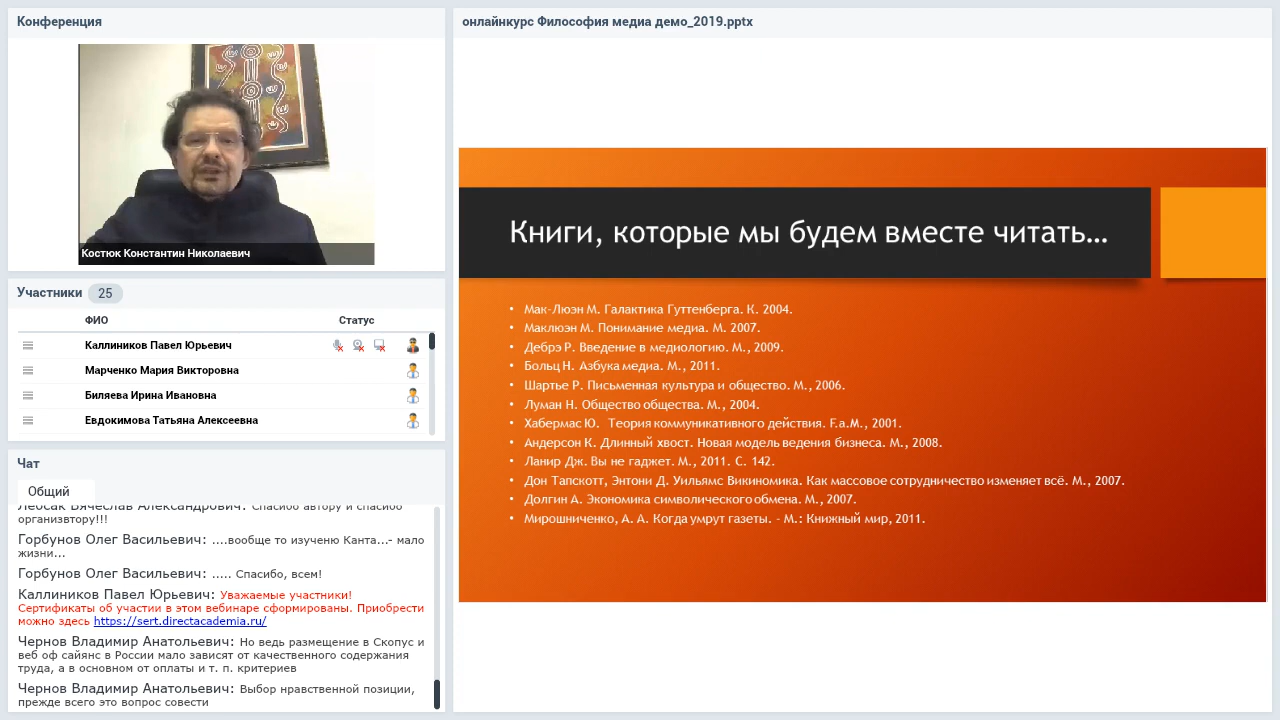 Конференция
Костюк Константин Николаевич
Участники 25
ФИО Статус
Каллиников Павел Юрьевич
Марченко Мария Викторовна
Биляева Ирина Ивановна
Евдокимова Татьяна Алексеевна
Чат
Общий
Вячеслав Александрович: Спасибо автору и спасибо
организвтору!!!
Горбунов Олег Васильевич: ....вообще то изученю Канта...- мало
жизни...
Горбунов Олег Васильевич: ..... Спасибо, всем!
Каллиников Павел Юрьевич: Уважаемые участники!
Сертификаты об участии в этом вебинаре сформированы. Приобрести
можно здесь https://sert.directacademia.ru/
Чернов Владимир Анатольевич: Но ведь размещение в Скопус и
веб оф сайянс в России мало зависят от качественного содержания
труда, а в основном от оплаты и т. п. критериев
Чернов Владимир Анатольевич: Выбор нравственной позиции,
прежде всего это вопрос совести
онлайнкурс Философия медиа демо_2019.pptx
Книги, которые мы будем вместе читать…
• Мак-Люэн М. Галактика Гуттенберга. К. 2004.
• Маклюэн М. Понимание медиа. М. 2007.
• Дебрэ Р. Введение в медиологию. М., 2009.
• Больц Н. Азбука медиа. М., 2011.
• Шартье Р. Письменная культура и общество. М., 2006.
• Луман Н. Общество общества. М., 2004.
• Хабермас Ю. Теория коммуникативного действия. F.a.M., 2001.
• Андерсон К. Длинный хвост. Новая модель ведения бизнеса. М., 2008.
• Ланир Дж. Вы не гаджет. М., 2011. С. 142.
• Дон Тапскотт, Энтони Д. Уильямс Викиномика. Как массовое сотрудничество изменяет всё. М., 2007.
• Долгин А. Экономика символического обмена. М., 2007.
• Мирошниченко, А. А. Когда умрут газеты. - М.: Книжный мир, 2011.